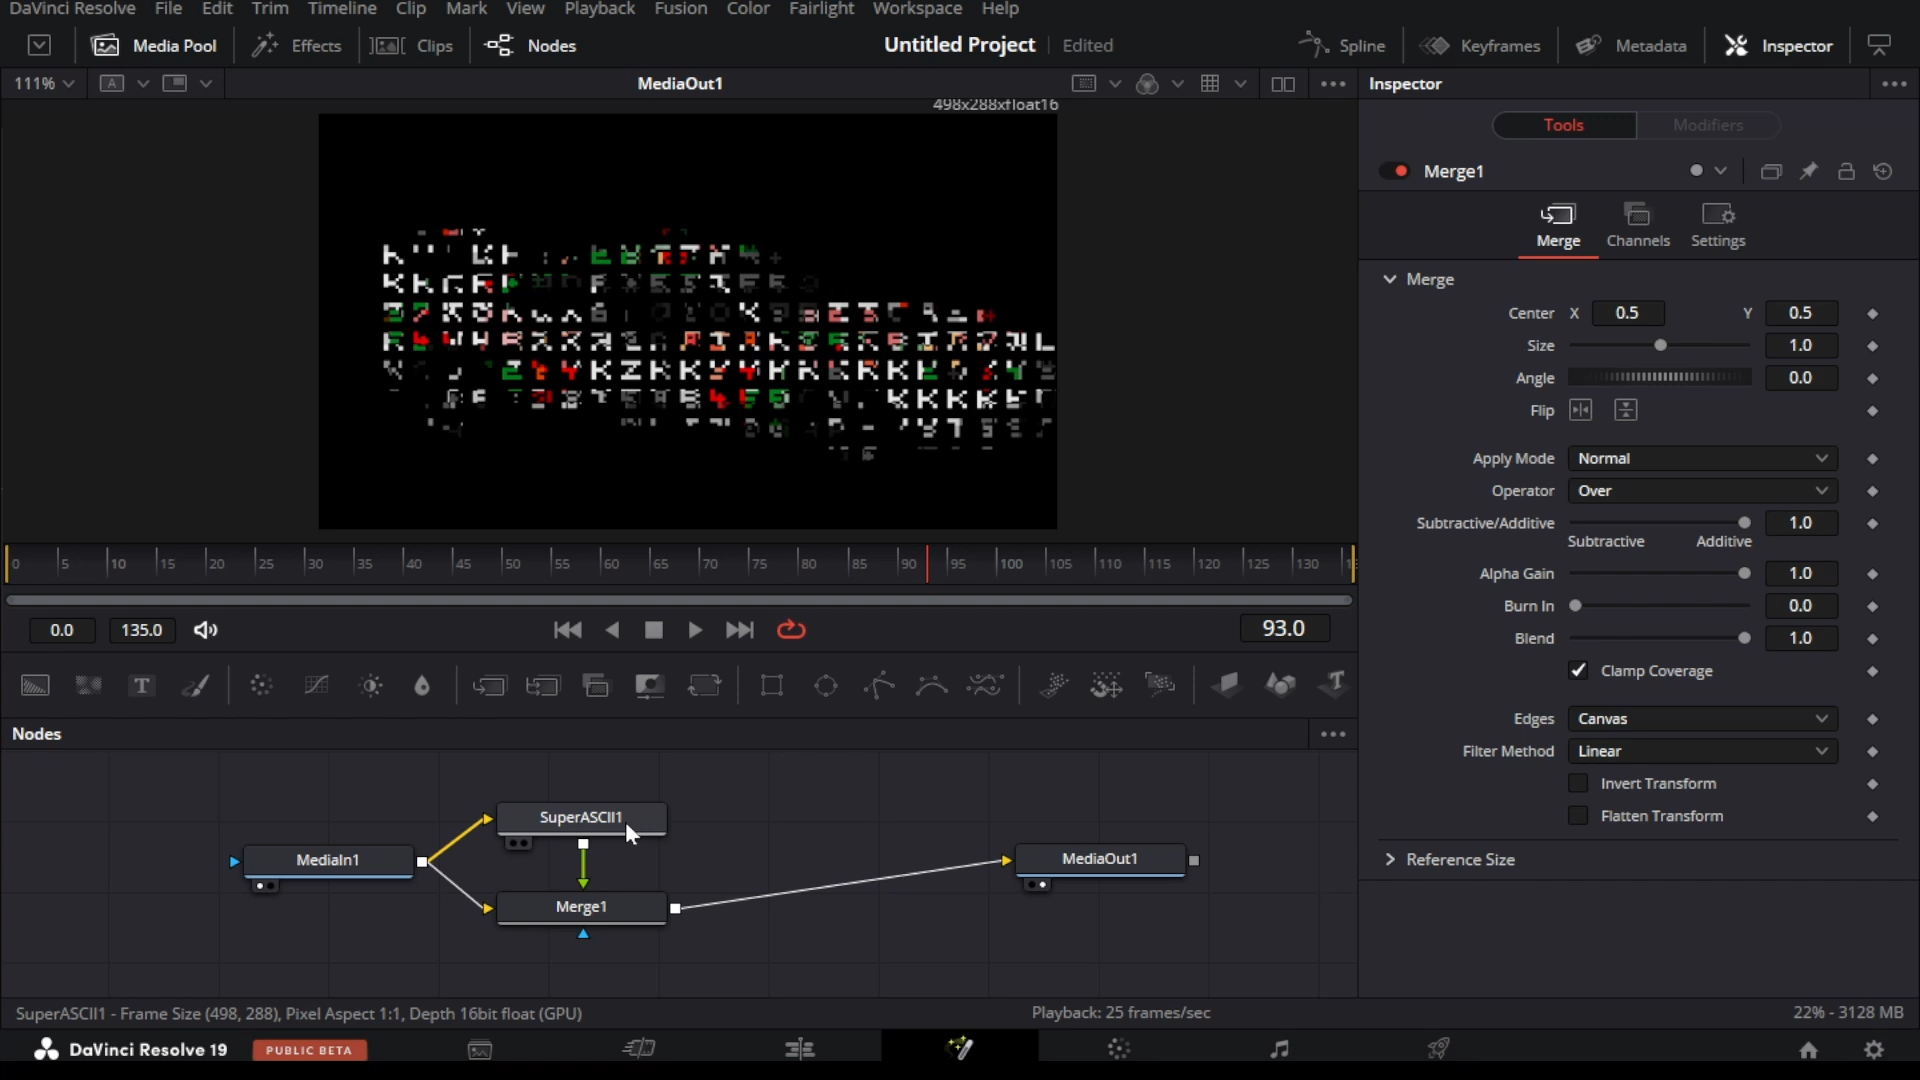 DaVinci Resolve File Edit Trim Timeline Clip Mark View Playback Fusion Color Fairlight Workspace Help
Media Pool Effects Clips Nodes Untitled Project Edited Spline Keyframes Metadata Inspector
111% A MediaOut1 Inspector
498x288xfloat16
Tools Modifiers
Merge1
Merge Channels Settings
Merge
Center X 0.5 Y 0.5
Size 1.0
Angle 0.0
Flip
Apply Mode Normal
Operator Over
Subtractive/Additive 1.0
Subtractive Additive
Alpha Gain 1.0
Burn In 0.0
Blend 1.0
Clamp Coverage
Edges Canvas
Filter Method Linear
Invert Transform
Flatten Transform
Reference Size
0 5 10 15 20 25 30 35 40 45 50 55 60 65 70 75 80 85 90 95 100 105 110 115 120 125 130
0.0 135.0 93.0
T T
Nodes
SuperASCII1
MediaIn1
MediaOut1
Merge1
SuperASCII1 - Frame Size (498, 288), Pixel Aspect 1:1, Depth 16bit float (GPU) Playback: 25 frames/sec 22% - 3128 MB
DaVinci Resolve 19 PUBLIC BETA